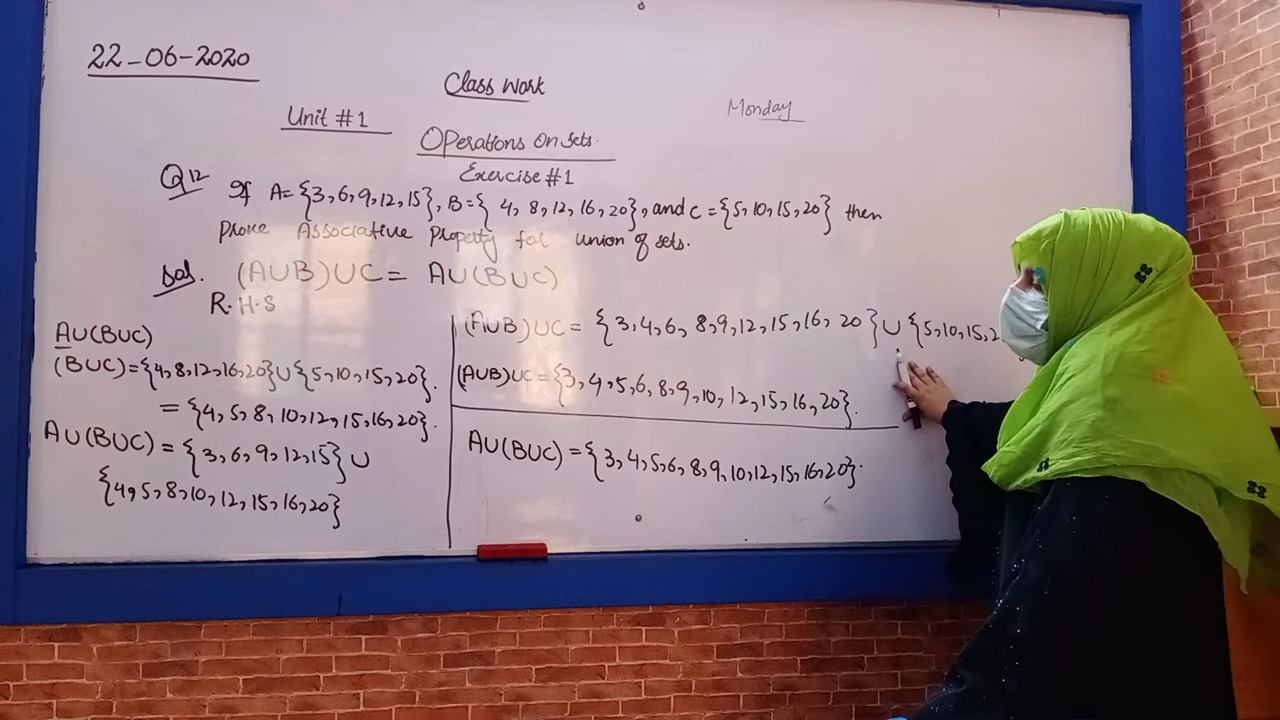 22-06-2020
Class work
Monday
Unit #1
Operations On Sets.
Exercise #1
Q12 If A={3,6,9,12,15}, B={ 4, 8, 12, 16, 20}, and C={5, 10, 15, 20} then
Prove Associative Property for union of sets.
Sol. (AUB)UC = AU(BUC)
R.H.S
AU(BUC)
(BUC)={4,8,12,16,20}U{5,10,15,20}.
={4,5,8,10,12,15,16,20}.
AU(BUC)={3,6,9,12,15}U
{4,5,8,10,12,15,16,20}
(AUB)UC = {3,4,6, 8,9,12,15,16, 20}U{5,10,15,2
(AUB)UC={3,4,5,6,8,9,10,12,15,16,20}.
AU(BUC)={3,4,5,6,8,9,10,12,15,16,20}.